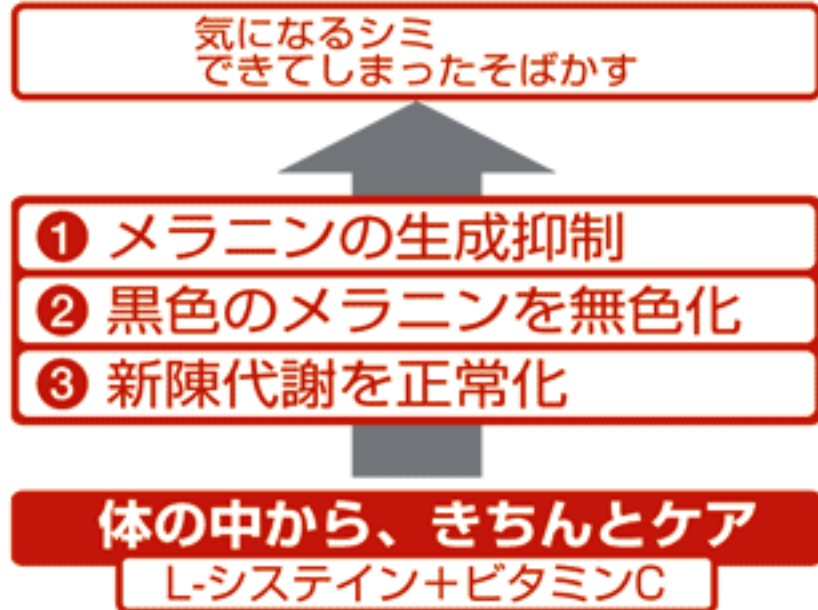 気になるシミ
できてしまったそばかす
❶ メラニンの生成抑制
❷ 黒色のメラニンを無色化
❸ 新陳代謝を正常化
体の中から、きちんとケア
L-システイン＋ビタミンC